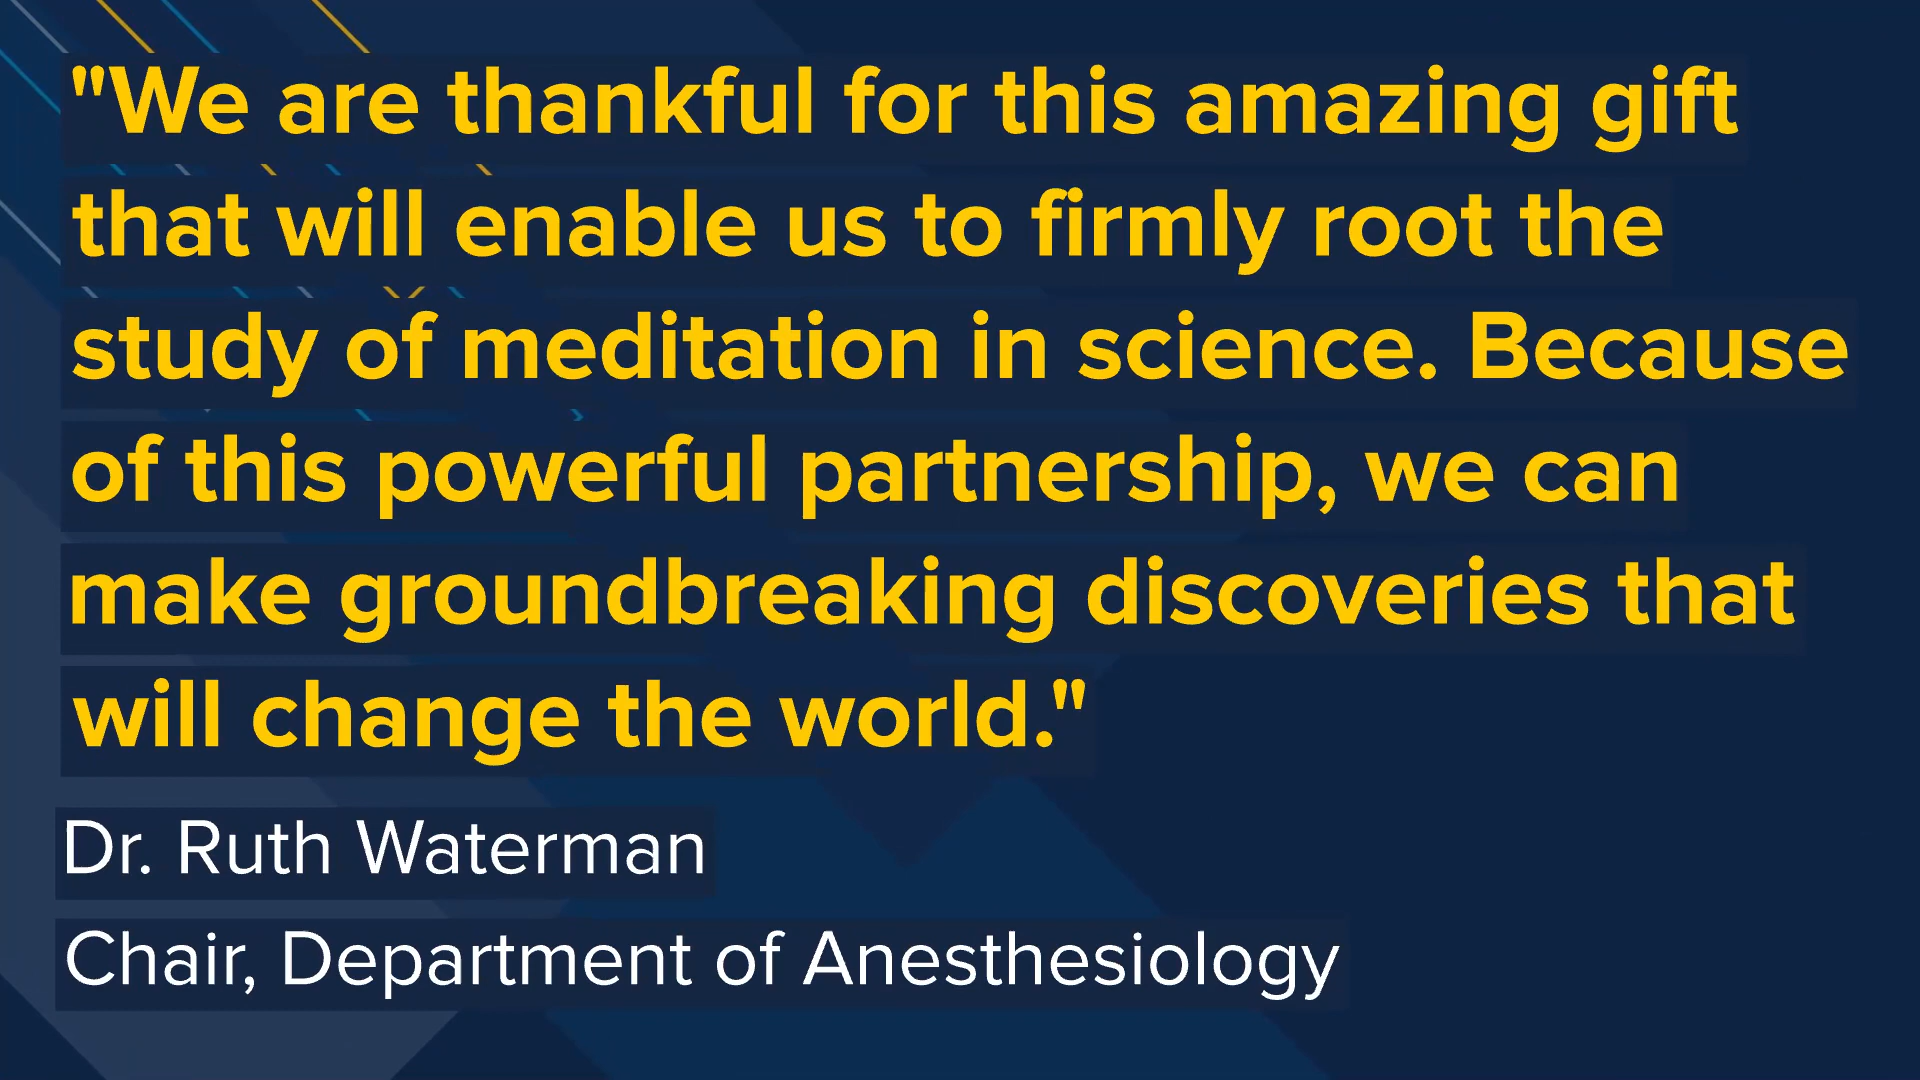 "We are thankful for this amazing gift
that will enable us to firmly root the
study of meditation in science. Because
of this powerful partnership, we can
make groundbreaking discoveries that
will change the world."
Dr. Ruth Waterman
Chair, Department of Anesthesiology